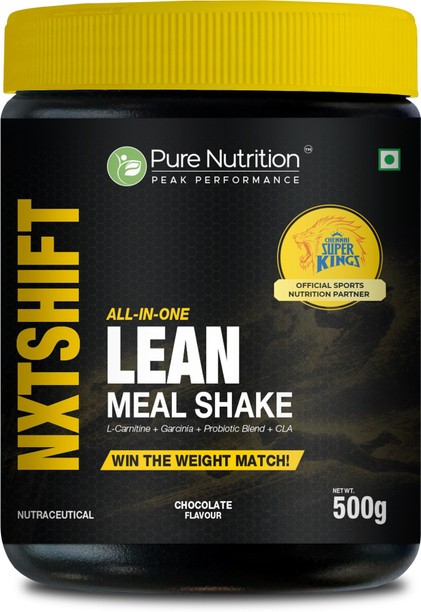 Pure Nutrition™
PEAK PERFORMANCE
CHENNAI
SUPER
KINGS
OFFICIAL SPORTS
NUTRITION PARTNER
NXTSHIFT
ALL-IN-ONE
LEAN
MEAL SHAKE
L-Carnitine + Garcinia + Probiotic Blend + CLA
WIN THE WEIGHT MATCH!
NUTRACEUTICAL
CHOCOLATE
FLAVOUR
NET WT.
500g